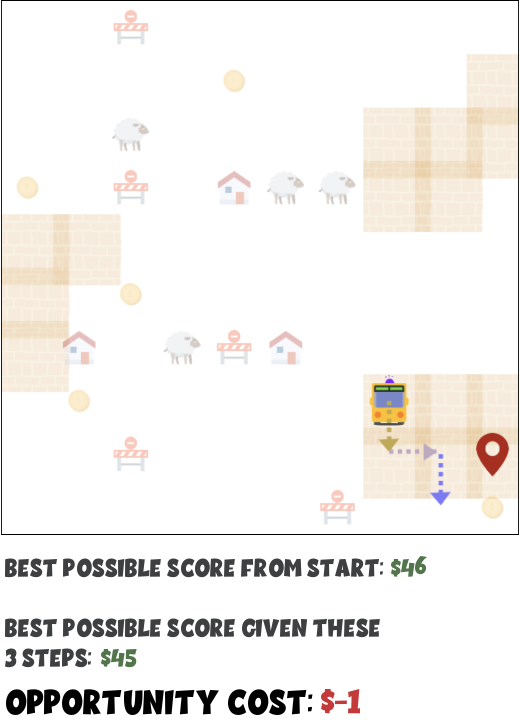 BEST POSSIBLE SCORE FROM START: $46
BEST POSSIBLE SCORE GIVEN THESE
3 STEPS: $45
OPPORTUNITY COST: $-1